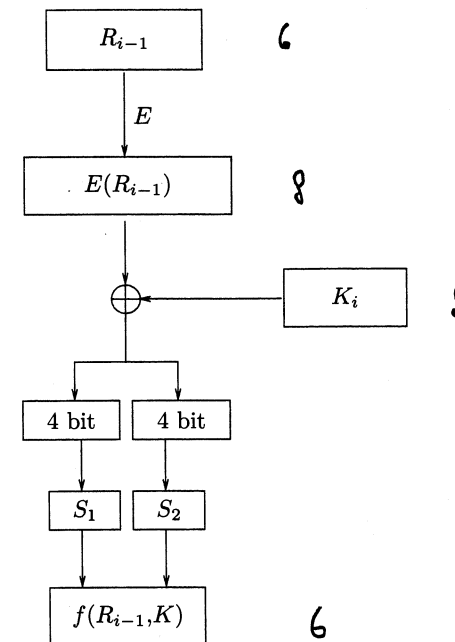 R_{i-1} 6
E
E(R_{i-1}) 8
K_i
4 bit 4 bit
S_1 S_2
f(R_{i-1},K) 6